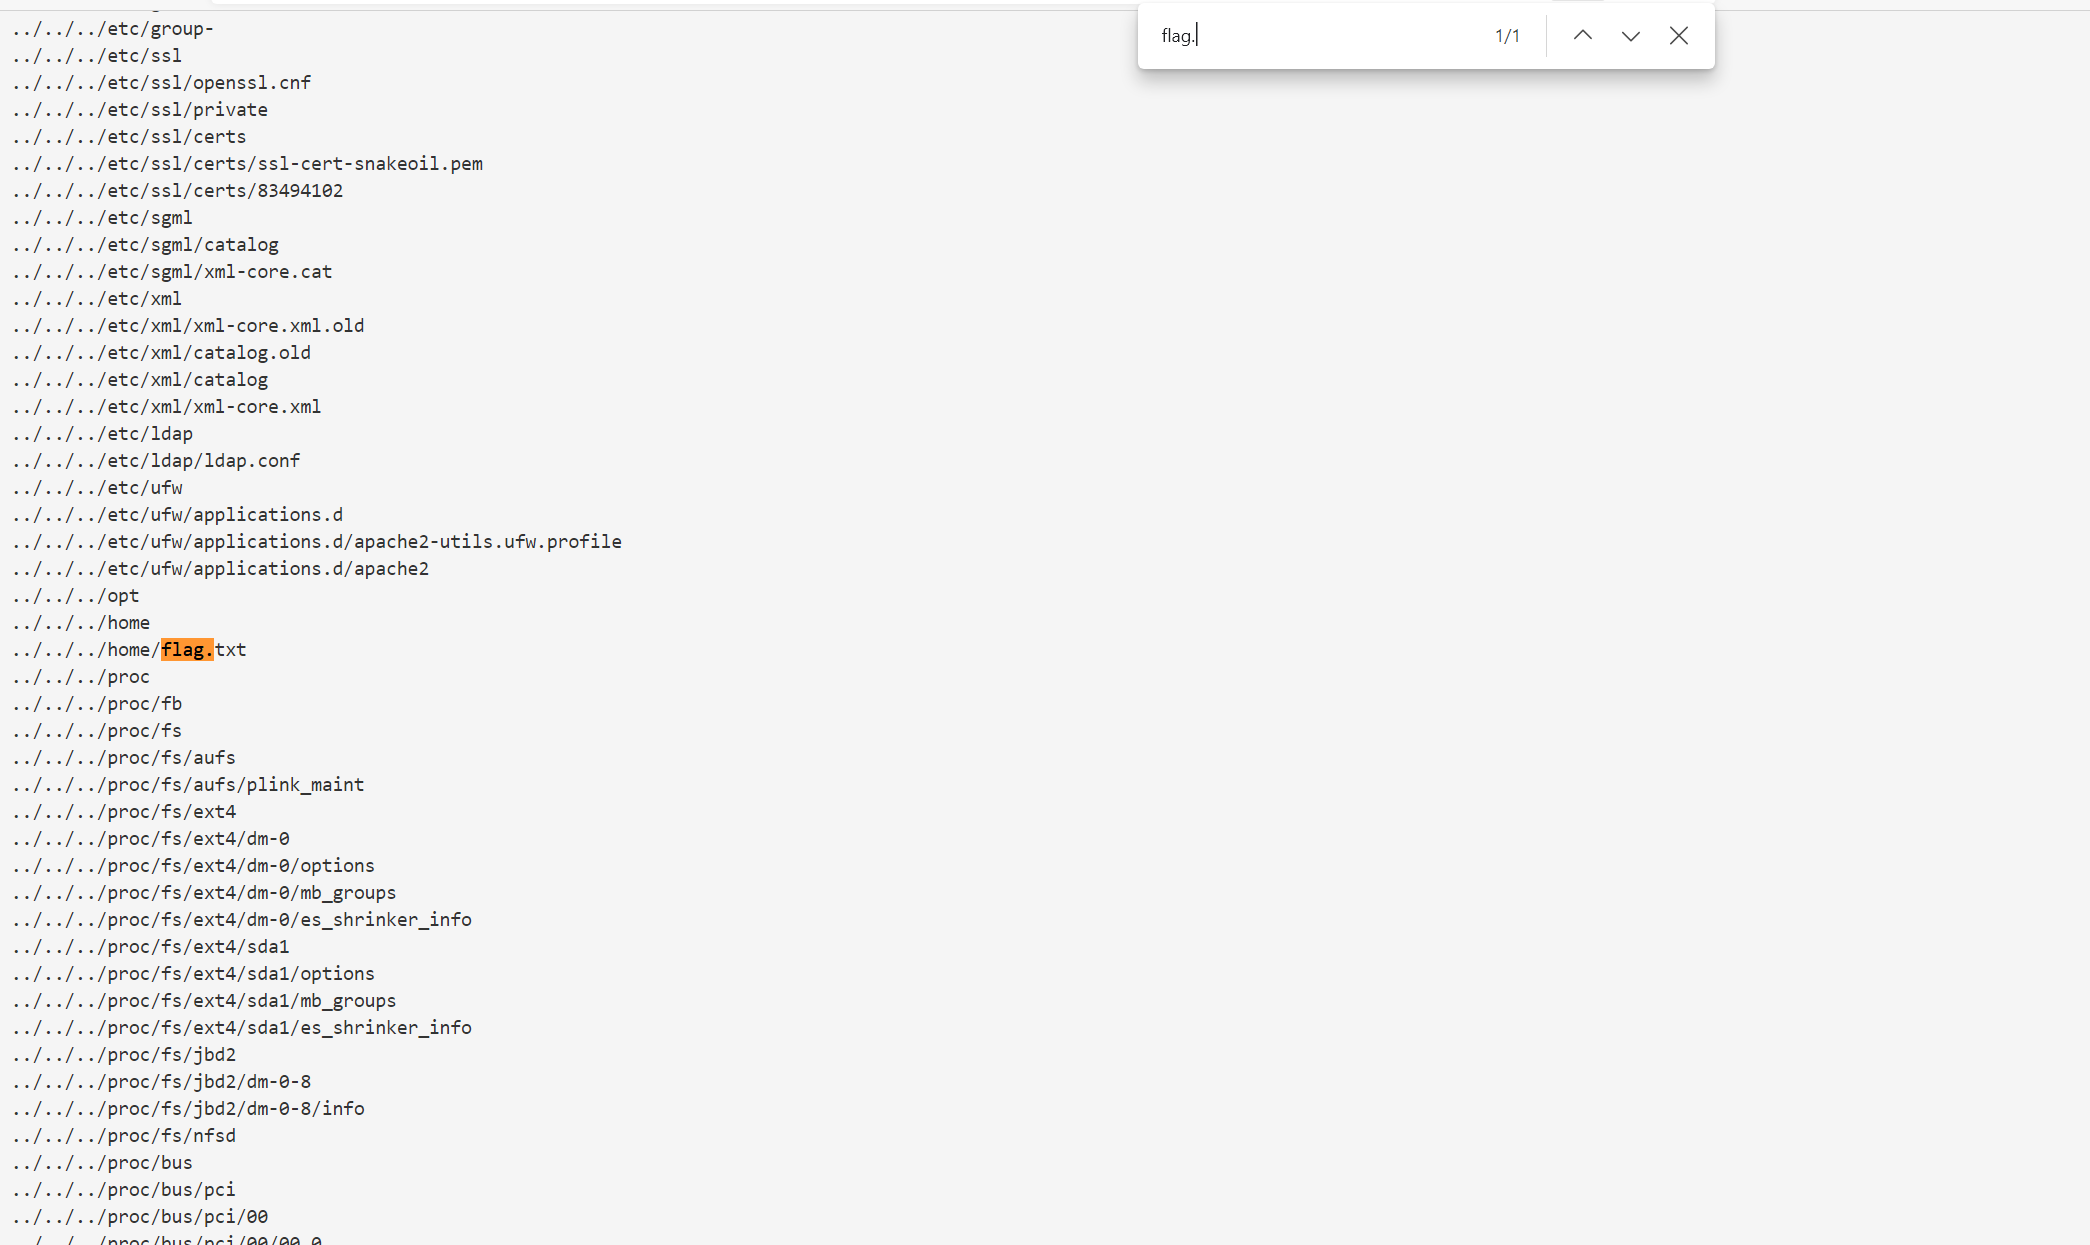 flag.
1/1
../../../etc/group-
../../../etc/ssl
../../../etc/ssl/openssl.cnf
../../../etc/ssl/private
../../../etc/ssl/certs
../../../etc/ssl/certs/ssl-cert-snakeoil.pem
../../../etc/ssl/certs/83494102
../../../etc/sgml
../../../etc/sgml/catalog
../../../etc/sgml/xml-core.cat
../../../etc/xml
../../../etc/xml/xml-core.xml.old
../../../etc/xml/catalog.old
../../../etc/xml/catalog
../../../etc/xml/xml-core.xml
../../../etc/ldap
../../../etc/ldap/ldap.conf
../../../etc/ufw
../../../etc/ufw/applications.d
../../../etc/ufw/applications.d/apache2-utils.ufw.profile
../../../etc/ufw/applications.d/apache2
../../../opt
../../../home
../../../home/flag.txt
../../../proc
../../../proc/fb
../../../proc/fs
../../../proc/fs/aufs
../../../proc/fs/aufs/plink_maint
../../../proc/fs/ext4
../../../proc/fs/ext4/dm-0
../../../proc/fs/ext4/dm-0/options
../../../proc/fs/ext4/dm-0/mb_groups
../../../proc/fs/ext4/dm-0/es_shrinker_info
../../../proc/fs/ext4/sda1
../../../proc/fs/ext4/sda1/options
../../../proc/fs/ext4/sda1/mb_groups
../../../proc/fs/ext4/sda1/es_shrinker_info
../../../proc/fs/jbd2
../../../proc/fs/jbd2/dm-0-8
../../../proc/fs/jbd2/dm-0-8/info
../../../proc/fs/nfsd
../../../proc/bus
../../../proc/bus/pci
../../../proc/bus/pci/00
../../../proc/bus/pci/00/00.0